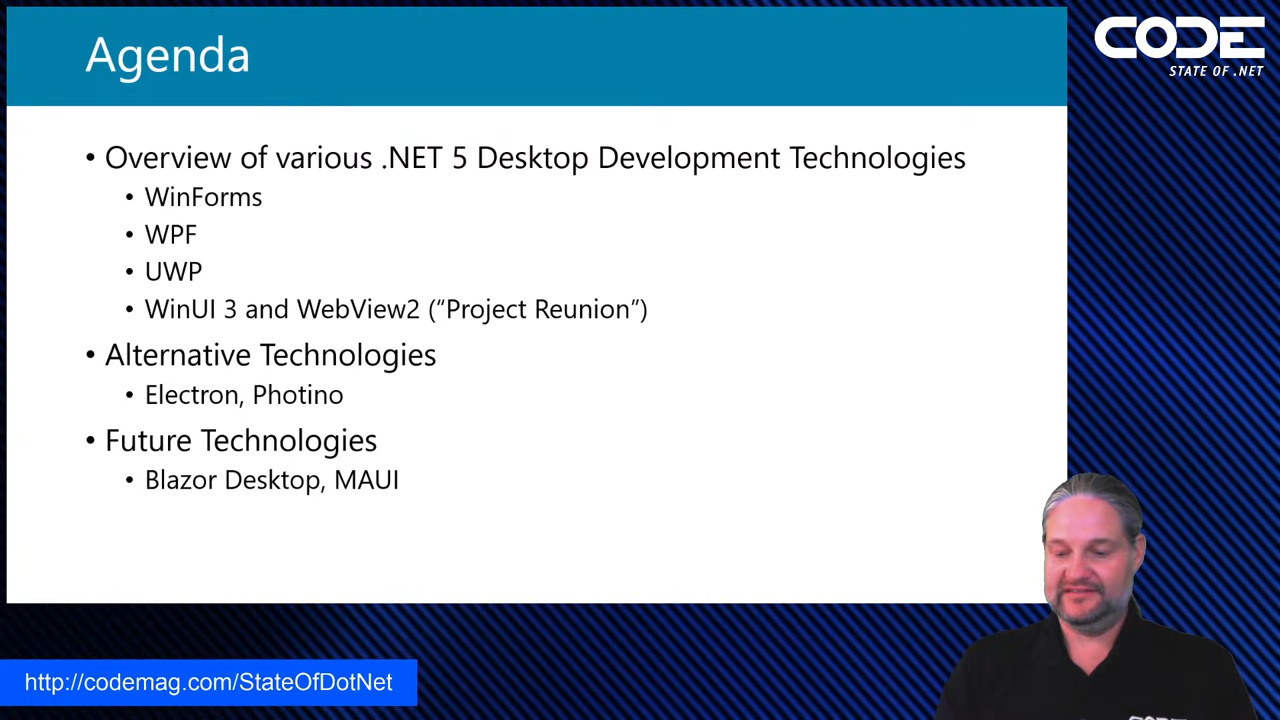 Agenda
CODE
STATE OF .NET
• Overview of various .NET 5 Desktop Development Technologies
• WinForms
• WPF
• UWP
• WinUI 3 and WebView2 (“Project Reunion”)
• Alternative Technologies
• Electron, Photino
• Future Technologies
• Blazor Desktop, MAUI
http://codemag.com/StateOfDotNet